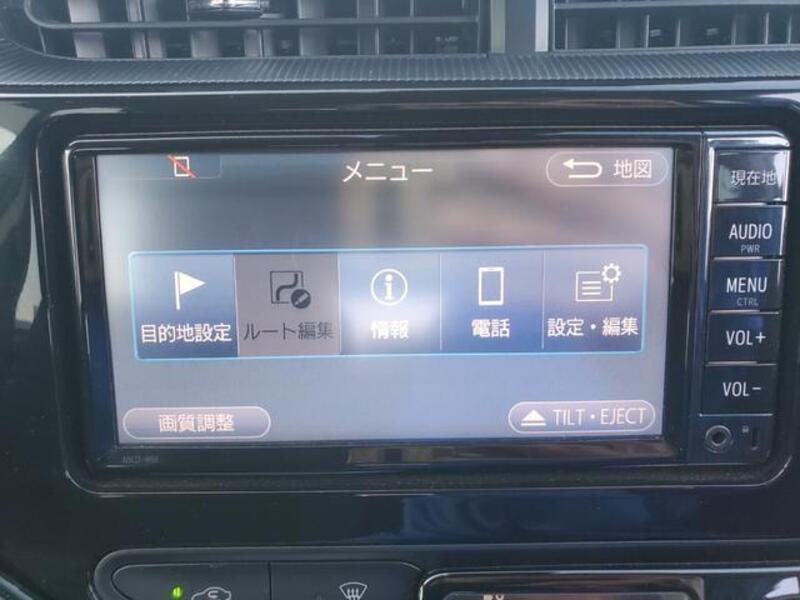 メニュー
地図
目的地設定
ルート編集
情報
電話
設定・編集
画質調整
TILT・EJECT
現在地
AUDIO
PWR
MENU
CTRL
VOL+
VOL-